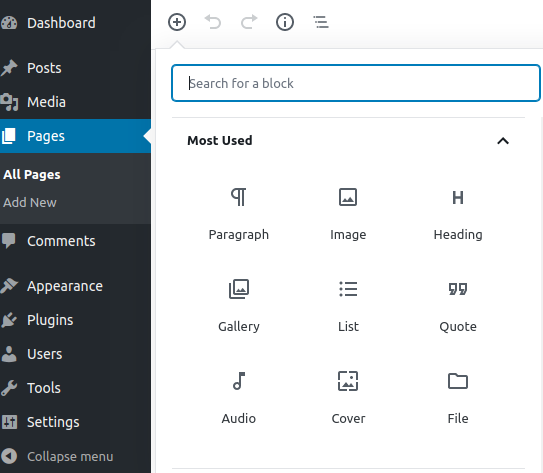 Dashboard
Posts
Media
Pages
All Pages
Add New
Comments
Appearance
Plugins
Users
Tools
Settings
Collapse menu
Search for a block
Most Used
Paragraph Image Heading
Gallery List Quote
Audio Cover File